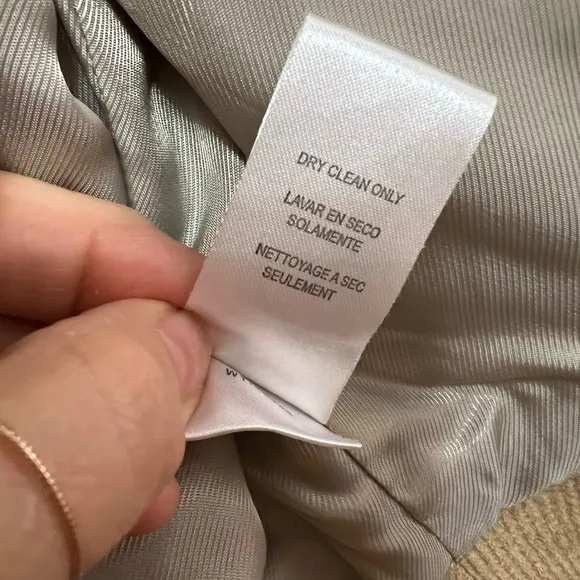 DRY CLEAN ONLY
LAVAR EN SECO
SOLAMENTE
NETTOYAGE A SEC
SEULEMENT